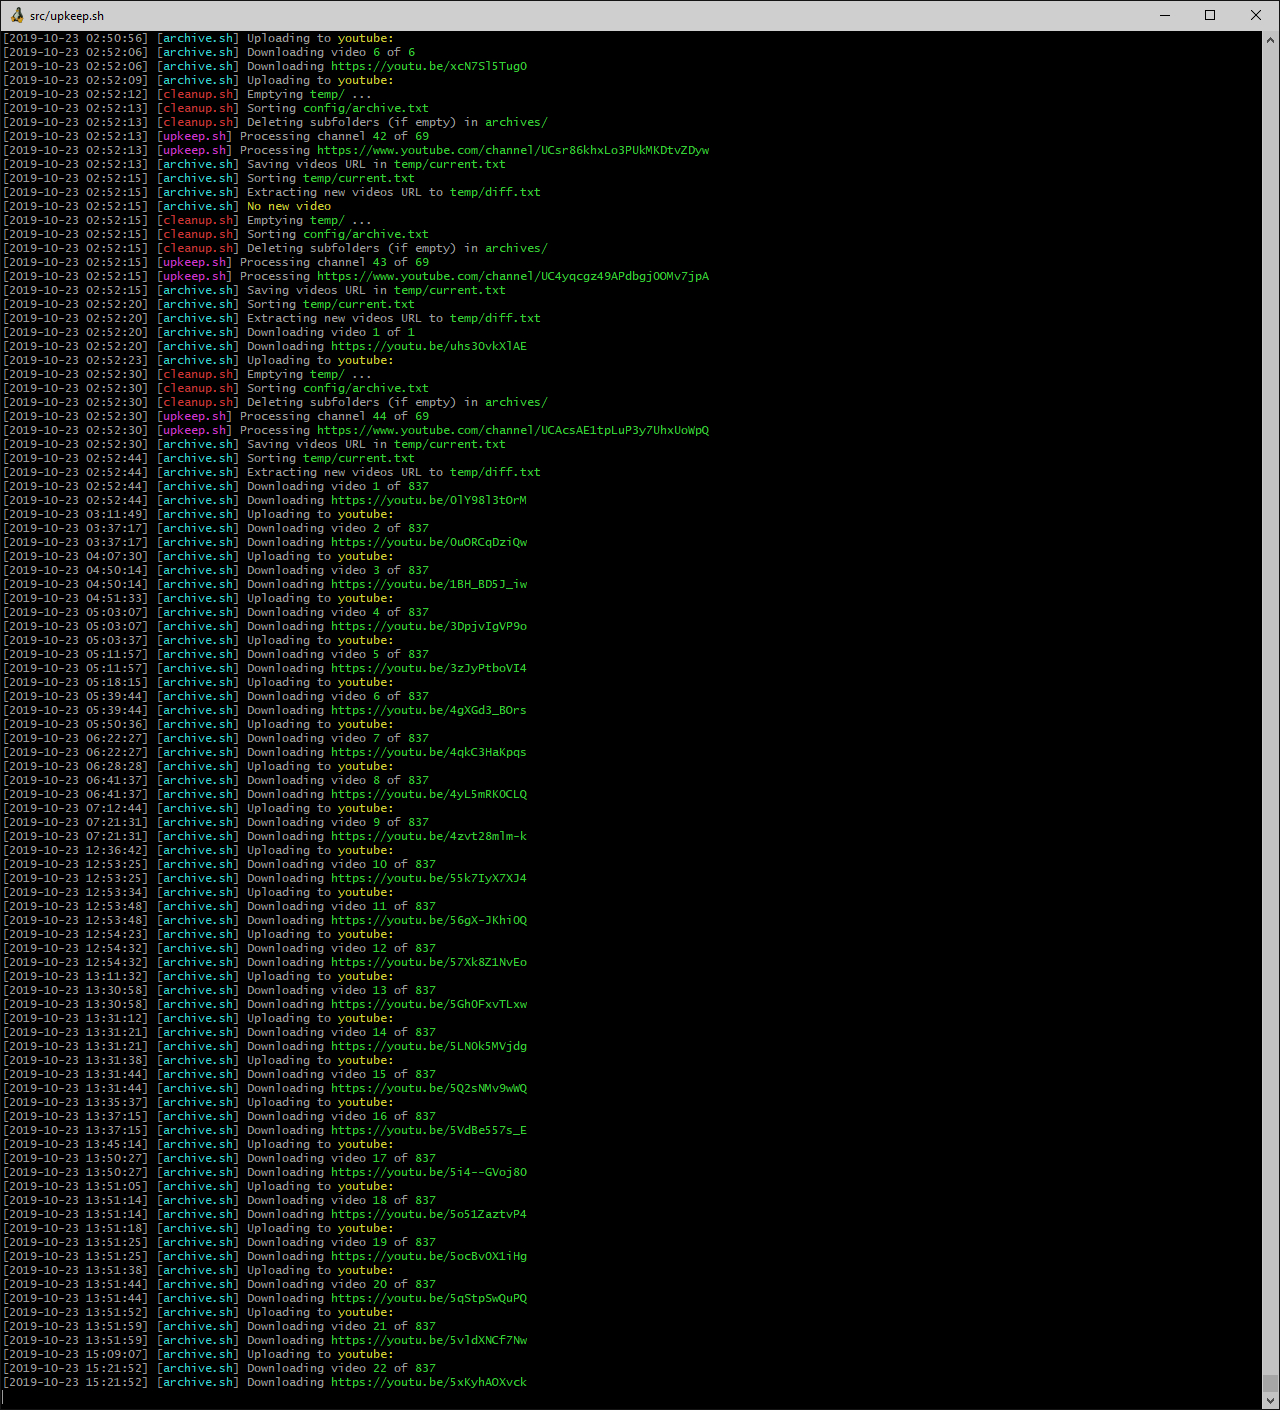 src/upkeep.sh
[2019-10-23 02:50:56] [archive.sh] Uploading to youtube:
[2019-10-23 02:52:06] [archive.sh] Downloading video 6 of 6
[2019-10-23 02:52:06] [archive.sh] Downloading https://youtu.be/xcN7Sl5TugO
[2019-10-23 02:52:09] [archive.sh] Uploading to youtube:
[2019-10-23 02:52:12] [cleanup.sh] Emptying temp/ ...
[2019-10-23 02:52:13] [cleanup.sh] Sorting config/archive.txt
[2019-10-23 02:52:13] [cleanup.sh] Deleting subfolders (if empty) in archives/
[2019-10-23 02:52:13] [upkeep.sh] Processing channel 42 of 69
[2019-10-23 02:52:13] [upkeep.sh] Processing https://www.youtube.com/channel/UCsr86khxLo3PUkMKDtvZDyw
[2019-10-23 02:52:13] [archive.sh] Saving videos URL in temp/current.txt
[2019-10-23 02:52:15] [archive.sh] Sorting temp/current.txt
[2019-10-23 02:52:15] [archive.sh] Extracting new videos URL to temp/diff.txt
[2019-10-23 02:52:15] [archive.sh] No new video
[2019-10-23 02:52:15] [cleanup.sh] Emptying temp/ ...
[2019-10-23 02:52:15] [cleanup.sh] Sorting config/archive.txt
[2019-10-23 02:52:15] [cleanup.sh] Deleting subfolders (if empty) in archives/
[2019-10-23 02:52:15] [upkeep.sh] Processing channel 43 of 69
[2019-10-23 02:52:15] [upkeep.sh] Processing https://www.youtube.com/channel/UC4yqcgz49APdbgjOOMv7jpA
[2019-10-23 02:52:15] [archive.sh] Saving videos URL in temp/current.txt
[2019-10-23 02:52:20] [archive.sh] Sorting temp/current.txt
[2019-10-23 02:52:20] [archive.sh] Extracting new videos URL to temp/diff.txt
[2019-10-23 02:52:20] [archive.sh] Downloading video 1 of 1
[2019-10-23 02:52:20] [archive.sh] Downloading https://youtu.be/uhs3OvkXlAE
[2019-10-23 02:52:23] [archive.sh] Uploading to youtube:
[2019-10-23 02:52:30] [cleanup.sh] Emptying temp/ ...
[2019-10-23 02:52:30] [cleanup.sh] Sorting config/archive.txt
[2019-10-23 02:52:30] [cleanup.sh] Deleting subfolders (if empty) in archives/
[2019-10-23 02:52:30] [upkeep.sh] Processing channel 44 of 69
[2019-10-23 02:52:30] [upkeep.sh] Processing https://www.youtube.com/channel/UCAcsAE1tpLuP3y7UhxUoWpQ
[2019-10-23 02:52:30] [archive.sh] Saving videos URL in temp/current.txt
[2019-10-23 02:52:44] [archive.sh] Sorting temp/current.txt
[2019-10-23 02:52:44] [archive.sh] Extracting new videos URL to temp/diff.txt
[2019-10-23 02:52:44] [archive.sh] Downloading video 1 of 837
[2019-10-23 02:52:44] [archive.sh] Downloading https://youtu.be/0lY98l3tOrM
[2019-10-23 03:11:49] [archive.sh] Uploading to youtube:
[2019-10-23 03:37:17] [archive.sh] Downloading video 2 of 837
[2019-10-23 03:37:17] [archive.sh] Downloading https://youtu.be/0uORCqDziQw
[2019-10-23 04:07:30] [archive.sh] Uploading to youtube:
[2019-10-23 04:50:14] [archive.sh] Downloading video 3 of 837
[2019-10-23 04:50:14] [archive.sh] Downloading https://youtu.be/1BH_BD5J_iw
[2019-10-23 04:51:33] [archive.sh] Uploading to youtube:
[2019-10-23 05:03:07] [archive.sh] Downloading video 4 of 837
[2019-10-23 05:03:07] [archive.sh] Downloading https://youtu.be/3DpjvIgVP9o
[2019-10-23 05:03:37] [archive.sh] Uploading to youtube:
[2019-10-23 05:11:57] [archive.sh] Downloading video 5 of 837
[2019-10-23 05:11:57] [archive.sh] Downloading https://youtu.be/3zJyPtboVI4
[2019-10-23 05:18:15] [archive.sh] Uploading to youtube:
[2019-10-23 05:39:44] [archive.sh] Downloading video 6 of 837
[2019-10-23 05:39:44] [archive.sh] Downloading https://youtu.be/4gXGd3_BOrs
[2019-10-23 05:50:36] [archive.sh] Uploading to youtube:
[2019-10-23 06:22:27] [archive.sh] Downloading video 7 of 837
[2019-10-23 06:22:27] [archive.sh] Downloading https://youtu.be/4qkC3HaKpqs
[2019-10-23 06:28:28] [archive.sh] Uploading to youtube:
[2019-10-23 06:41:37] [archive.sh] Downloading video 8 of 837
[2019-10-23 06:41:37] [archive.sh] Downloading https://youtu.be/4yL5mRKOCLQ
[2019-10-23 07:12:44] [archive.sh] Uploading to youtube:
[2019-10-23 07:21:31] [archive.sh] Downloading video 9 of 837
[2019-10-23 07:21:31] [archive.sh] Downloading https://youtu.be/4zvt28mlm-k
[2019-10-23 12:36:42] [archive.sh] Uploading to youtube:
[2019-10-23 12:53:25] [archive.sh] Downloading video 10 of 837
[2019-10-23 12:53:25] [archive.sh] Downloading https://youtu.be/55k7IyX7XJ4
[2019-10-23 12:53:34] [archive.sh] Uploading to youtube:
[2019-10-23 12:53:48] [archive.sh] Downloading video 11 of 837
[2019-10-23 12:53:48] [archive.sh] Downloading https://youtu.be/56gX-JKhiOQ
[2019-10-23 12:54:23] [archive.sh] Uploading to youtube:
[2019-10-23 12:54:32] [archive.sh] Downloading video 12 of 837
[2019-10-23 12:54:32] [archive.sh] Downloading https://youtu.be/57Xk8Z1NvEo
[2019-10-23 13:11:32] [archive.sh] Uploading to youtube:
[2019-10-23 13:30:58] [archive.sh] Downloading video 13 of 837
[2019-10-23 13:30:58] [archive.sh] Downloading https://youtu.be/5GhOFxvTLxw
[2019-10-23 13:31:12] [archive.sh] Uploading to youtube:
[2019-10-23 13:31:21] [archive.sh] Downloading video 14 of 837
[2019-10-23 13:31:21] [archive.sh] Downloading https://youtu.be/5LNOk5MVjdg
[2019-10-23 13:31:38] [archive.sh] Uploading to youtube:
[2019-10-23 13:31:44] [archive.sh] Downloading video 15 of 837
[2019-10-23 13:31:44] [archive.sh] Downloading https://youtu.be/5Q2sNMv9wWQ
[2019-10-23 13:35:37] [archive.sh] Uploading to youtube:
[2019-10-23 13:37:15] [archive.sh] Downloading video 16 of 837
[2019-10-23 13:37:15] [archive.sh] Downloading https://youtu.be/5VdBe557s_E
[2019-10-23 13:45:14] [archive.sh] Uploading to youtube:
[2019-10-23 13:50:27] [archive.sh] Downloading video 17 of 837
[2019-10-23 13:50:27] [archive.sh] Downloading https://youtu.be/5i4--GVoj8O
[2019-10-23 13:51:05] [archive.sh] Uploading to youtube:
[2019-10-23 13:51:14] [archive.sh] Downloading video 18 of 837
[2019-10-23 13:51:14] [archive.sh] Downloading https://youtu.be/5o51ZaztvP4
[2019-10-23 13:51:18] [archive.sh] Uploading to youtube:
[2019-10-23 13:51:25] [archive.sh] Downloading video 19 of 837
[2019-10-23 13:51:25] [archive.sh] Downloading https://youtu.be/5ocBvOX1iHg
[2019-10-23 13:51:38] [archive.sh] Uploading to youtube:
[2019-10-23 13:51:44] [archive.sh] Downloading video 20 of 837
[2019-10-23 13:51:44] [archive.sh] Downloading https://youtu.be/5qStpSwQuPQ
[2019-10-23 13:51:52] [archive.sh] Uploading to youtube:
[2019-10-23 13:51:59] [archive.sh] Downloading video 21 of 837
[2019-10-23 13:51:59] [archive.sh] Downloading https://youtu.be/5vldXNCf7Nw
[2019-10-23 15:09:07] [archive.sh] Uploading to youtube:
[2019-10-23 15:21:52] [archive.sh] Downloading video 22 of 837
[2019-10-23 15:21:52] [archive.sh] Downloading https://youtu.be/5xKyhAOXvck